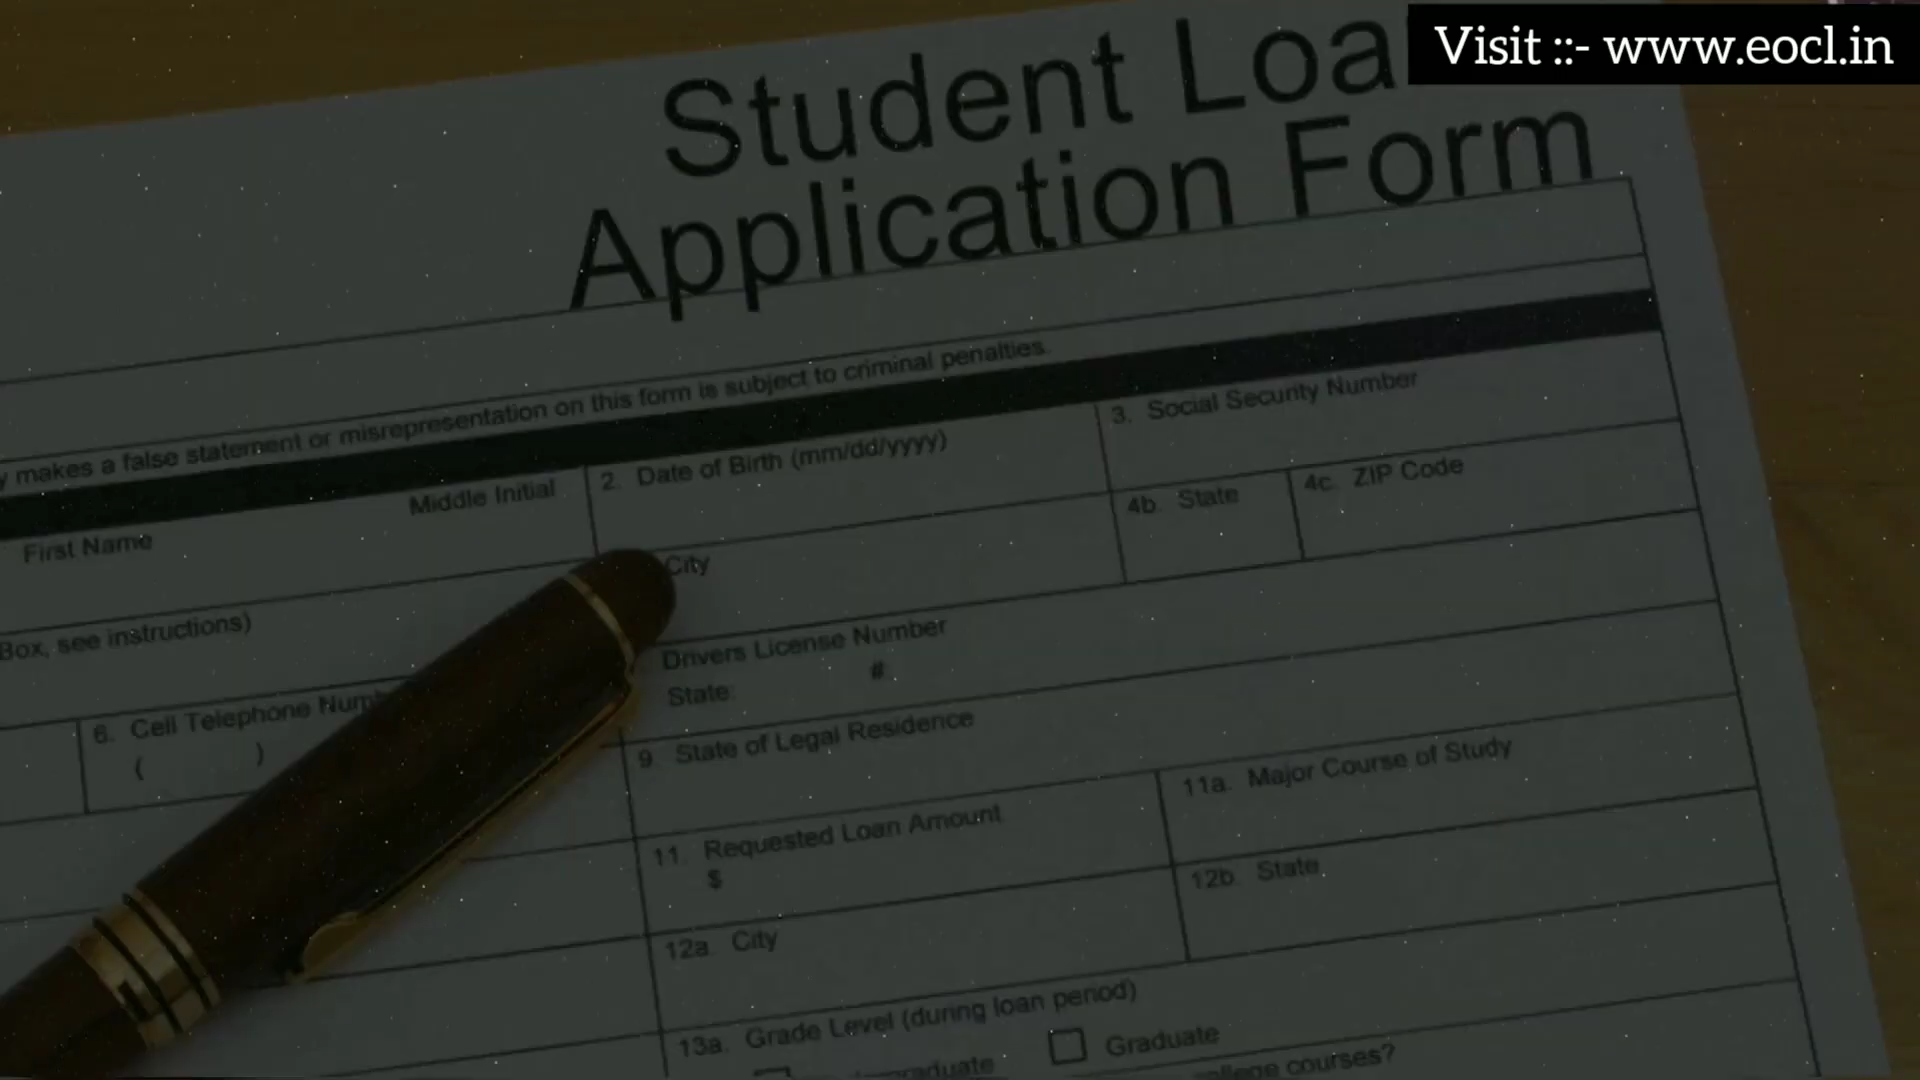 Visit ::- www.eocl.in
Student Loa
Application Form
makes a false statement or misrepresentation on this form is subject to criminal penalties.
First Name
Middle Initial
2. Date of Birth (mm/dd/yyyy)
3. Social Security Number
Box, see instructions)
City
4b. State
4c. ZIP Code
6. Cell Telephone
( )
Drivers License Number
State: #
9. State of Legal Residence
11. Requested Loan Amount
$
11a. Major Course of Study
12a. City
12b. State
13a. Grade Level (during loan period)
Graduate
courses?